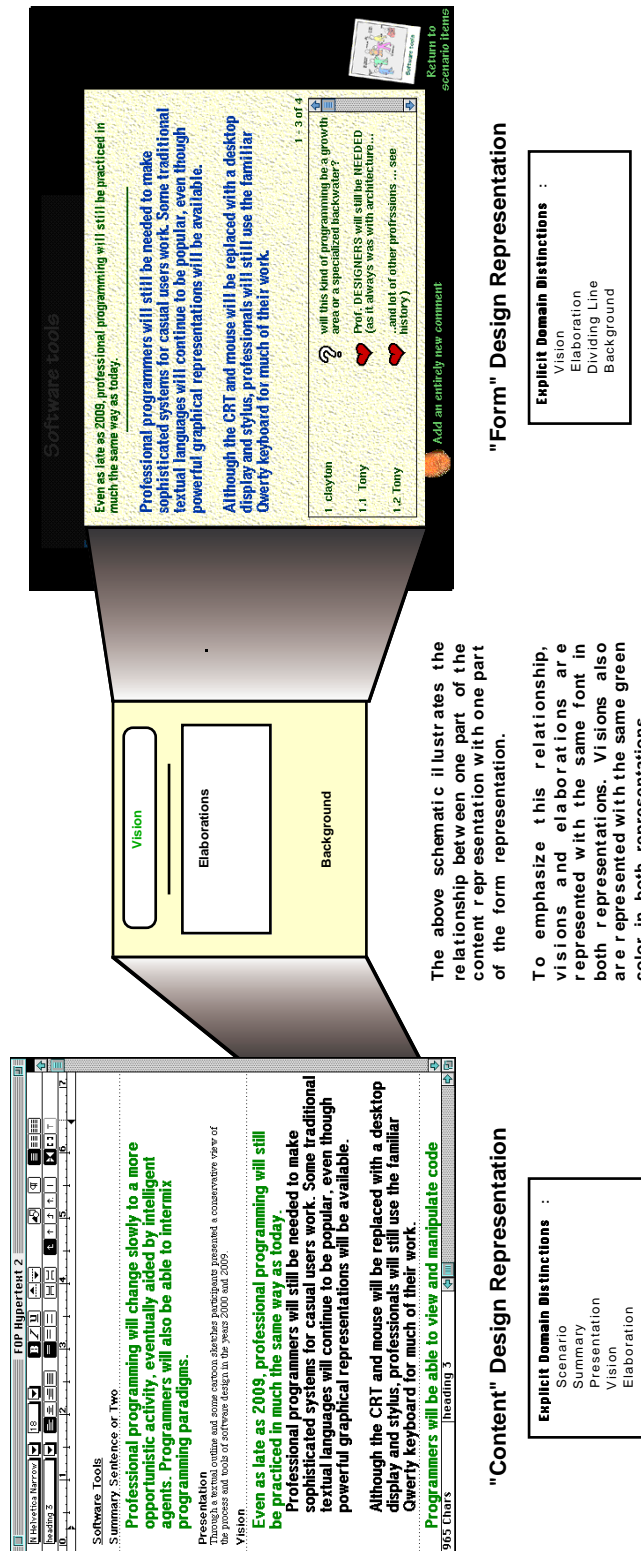 FOP Hypertext 2
N Helvetica Narrow
18
B / U
heading 3
0 1 2 3 4 5 6 7
Software Tools
Summary Sentence or Two
Professional programming will change slowly to a more
opportunistic activity, eventually aided by intelligent
agents. Programmers will also be able to intermix
programming paradigms.
Presentation
Through a textual outline and some cartoon sketches participants presented a conservative view of
the process and tools of software design in the years 2000 and 2009.
Vision
Even as late as 2009, professional programming will still
be practiced in much the same way as today.
Professional programmers will still be needed to make
sophisticated systems for casual users work. Some traditional
textual languages will continue to be popular, even though
powerful graphical representations will be available.
Although the CRT and mouse will be replaced with a desktop
display and stylus, professionals will still use the familiar
Qwerty keyboard for much of their work.
Programmers will be able to view and manipulate code
965 Chars
heading 3
"Content" Design Representation
Explicit Domain Distinctions :
Scenario
Summary
Presentation
Vision
Elaboration
Vision
Elaborations
Background
The above schematic illustrates the
relationship between one part of the
content representation with one part
of the form representation.
To emphasize this relationship,
visions and elaborations are
represented with the same font in
both representations. Visions also
are represented with the same green
color in both representations
Software tools
Even as late as 2009, professional programming will still be practiced in
much the same way as today.
Professional programmers will still be needed to make
sophisticated systems for casual users work. Some traditional
textual languages will continue to be popular, even though
powerful graphical representations will be available.
Although the CRT and mouse will be replaced with a desktop
display and stylus, professionals will still use the familiar
Qwerty keyboard for much of their work.
1 - 3 of 4
1. clayton
will this kind of programming be a growth
area or a specialized backwater?
1.1 Tony
Prof. DESIGNERS will still be NEEDED
(as it always was with architecture...
1.2 Tony
..and lot of other profrssions ... see
history)
Add an entirely new comment
Software tools
Return to
scenario items
"Form" Design Representation
Explicit Domain Distinctions :
Vision
Elaboration
Dividing Line
Background